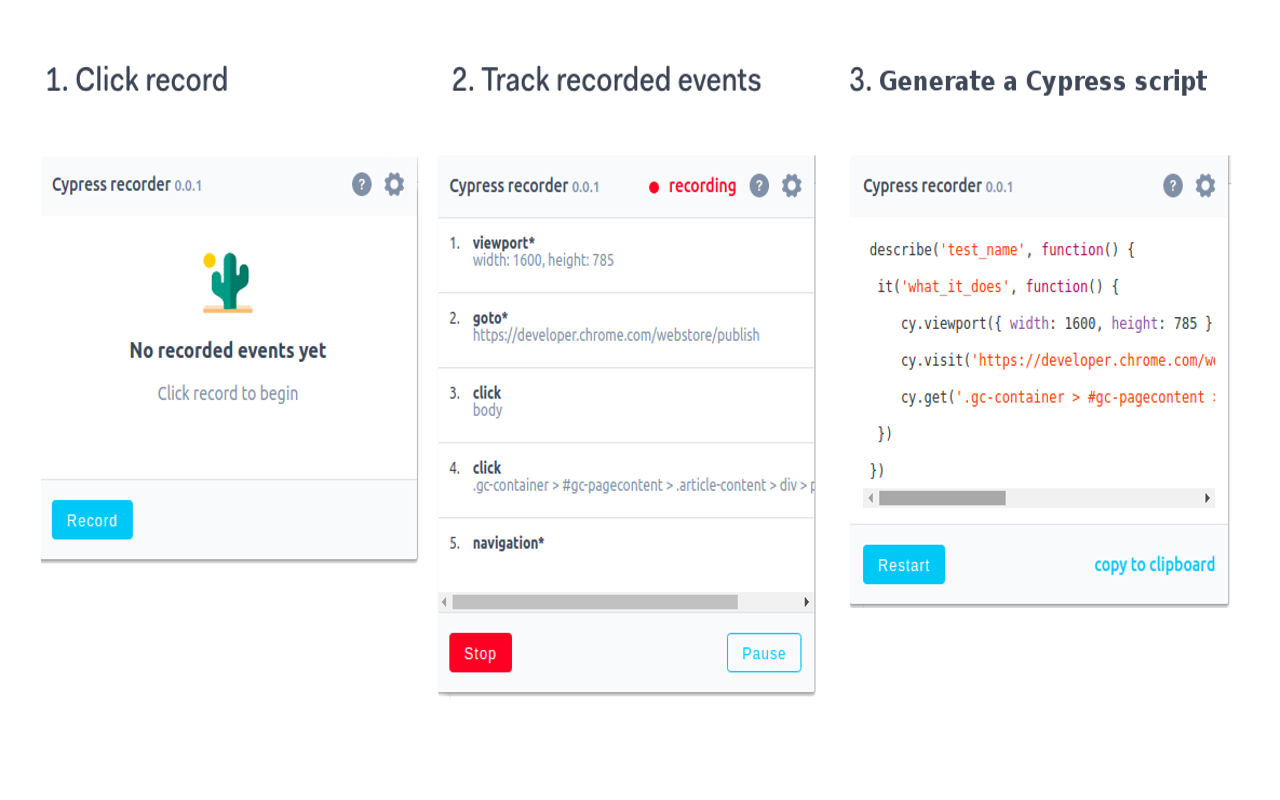 1. Click record
Cypress recorder 0.0.1
?
No recorded events yet
Click record to begin
Record
2. Track recorded events
Cypress recorder 0.0.1
recording
?
1. viewport*
width: 1600, height: 785
2. goto*
https://developer.chrome.com/webstore/publish
3. click
body
4. click
.gc-container > #gc-pagecontent > .article-content > div > p
5. navigation*
Stop
Pause
3. Generate a Cypress script
Cypress recorder 0.0.1
?
describe('test_name', function() {
it('what_it_does', function() {
cy.viewport({ width: 1600, height: 785 }
cy.visit('https://developer.chrome.com/we
cy.get('.gc-container > #gc-pagecontent >
})
})
Restart
copy to clipboard